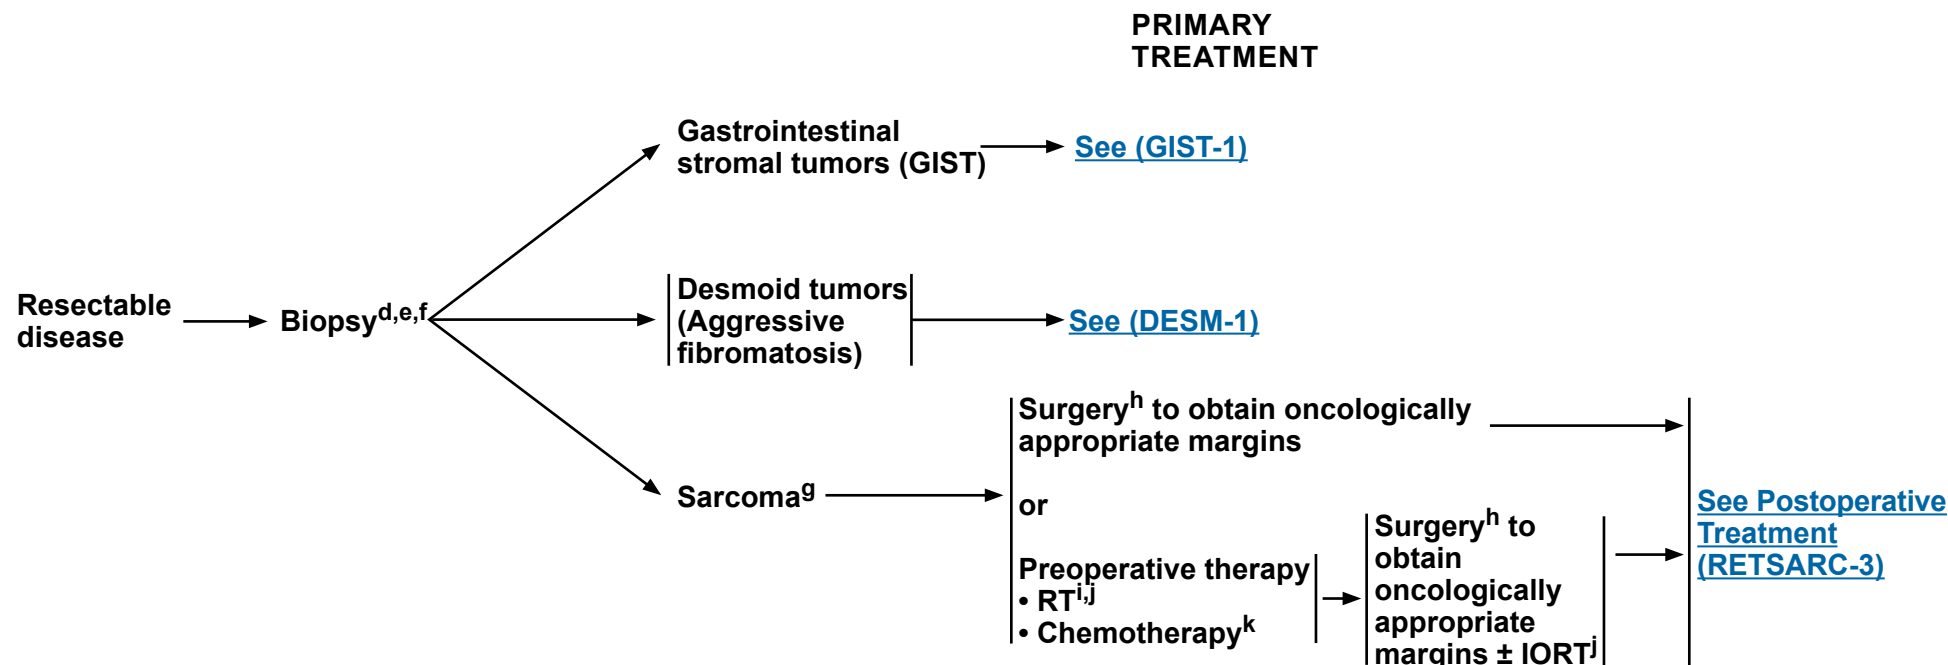 PRIMARY
TREATMENT
Gastrointestinal
stromal tumors (GIST)
See (GIST-1)
Resectable
disease
Biopsyd,e,f
Desmoid tumors
(Aggressive
fibromatosis)
See (DESM-1)
Sarcomag
Surgeryh to obtain oncologically
appropriate margins
or
Preoperative therapy
• RTi,j
• Chemotherapyk
Surgeryh to
obtain
oncologically
appropriate
margins ± IORTj
See Postoperative
Treatment
(RETSARC-3)